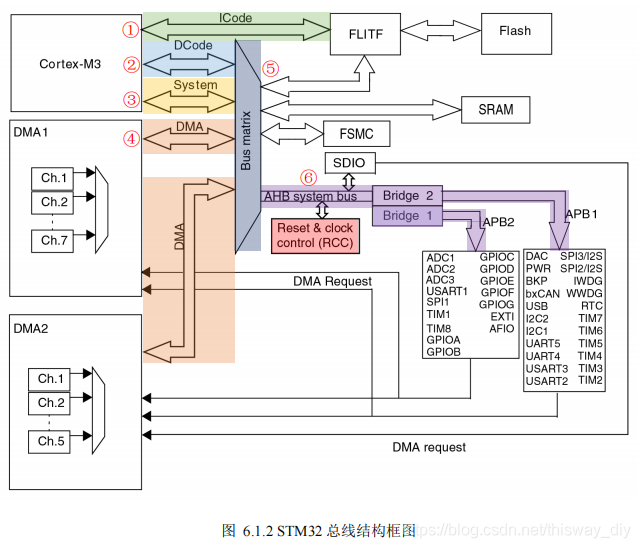 ICode
①
Cortex-M3
FLITF
Flash
DCode
②
⑤
System
③
Bus matrix
SRAM
DMA1
④
DMA
FSMC
SDIO
Ch.1
⑥
Ch.2
AHB system bus
Bridge 2
Bridge 1
APB2
APB1
Ch.7
DMA
Reset & clock
control (RCC)
ADC1
ADC2
ADC3
USART1
SPI1
TIM1
TIM8
GPIOA
GPIOB
GPIOC
GPIOD
GPIOE
GPIOF
GPIOG
EXTI
AFIO
DAC
PWR
BKP
bxCAN
USB
I2C2
I2C1
UART5
UART4
USART3
USART2
SPI3/I2S
SPI2/I2S
IWDG
WWDG
RTC
TIM7
TIM6
TIM5
TIM4
TIM3
TIM2
DMA Request
DMA2
Ch.1
Ch.2
Ch.5
DMA request
图 6.1.2 STM32 总线结构框图
https://blog.csdn.net/thisway_diy